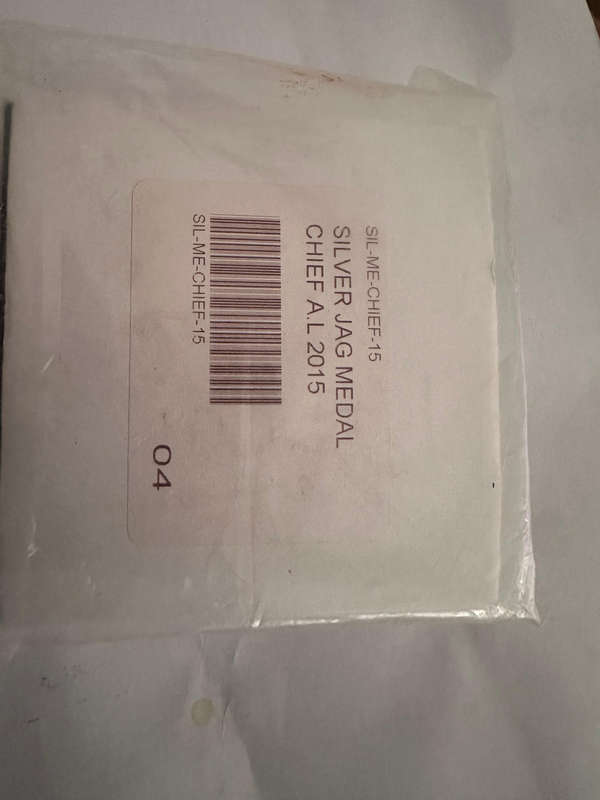 SIL-ME-CHIEF-15
SILVER JAG MEDAL
CHIEF A.L 2015
SIL-ME-CHIEF-15
04